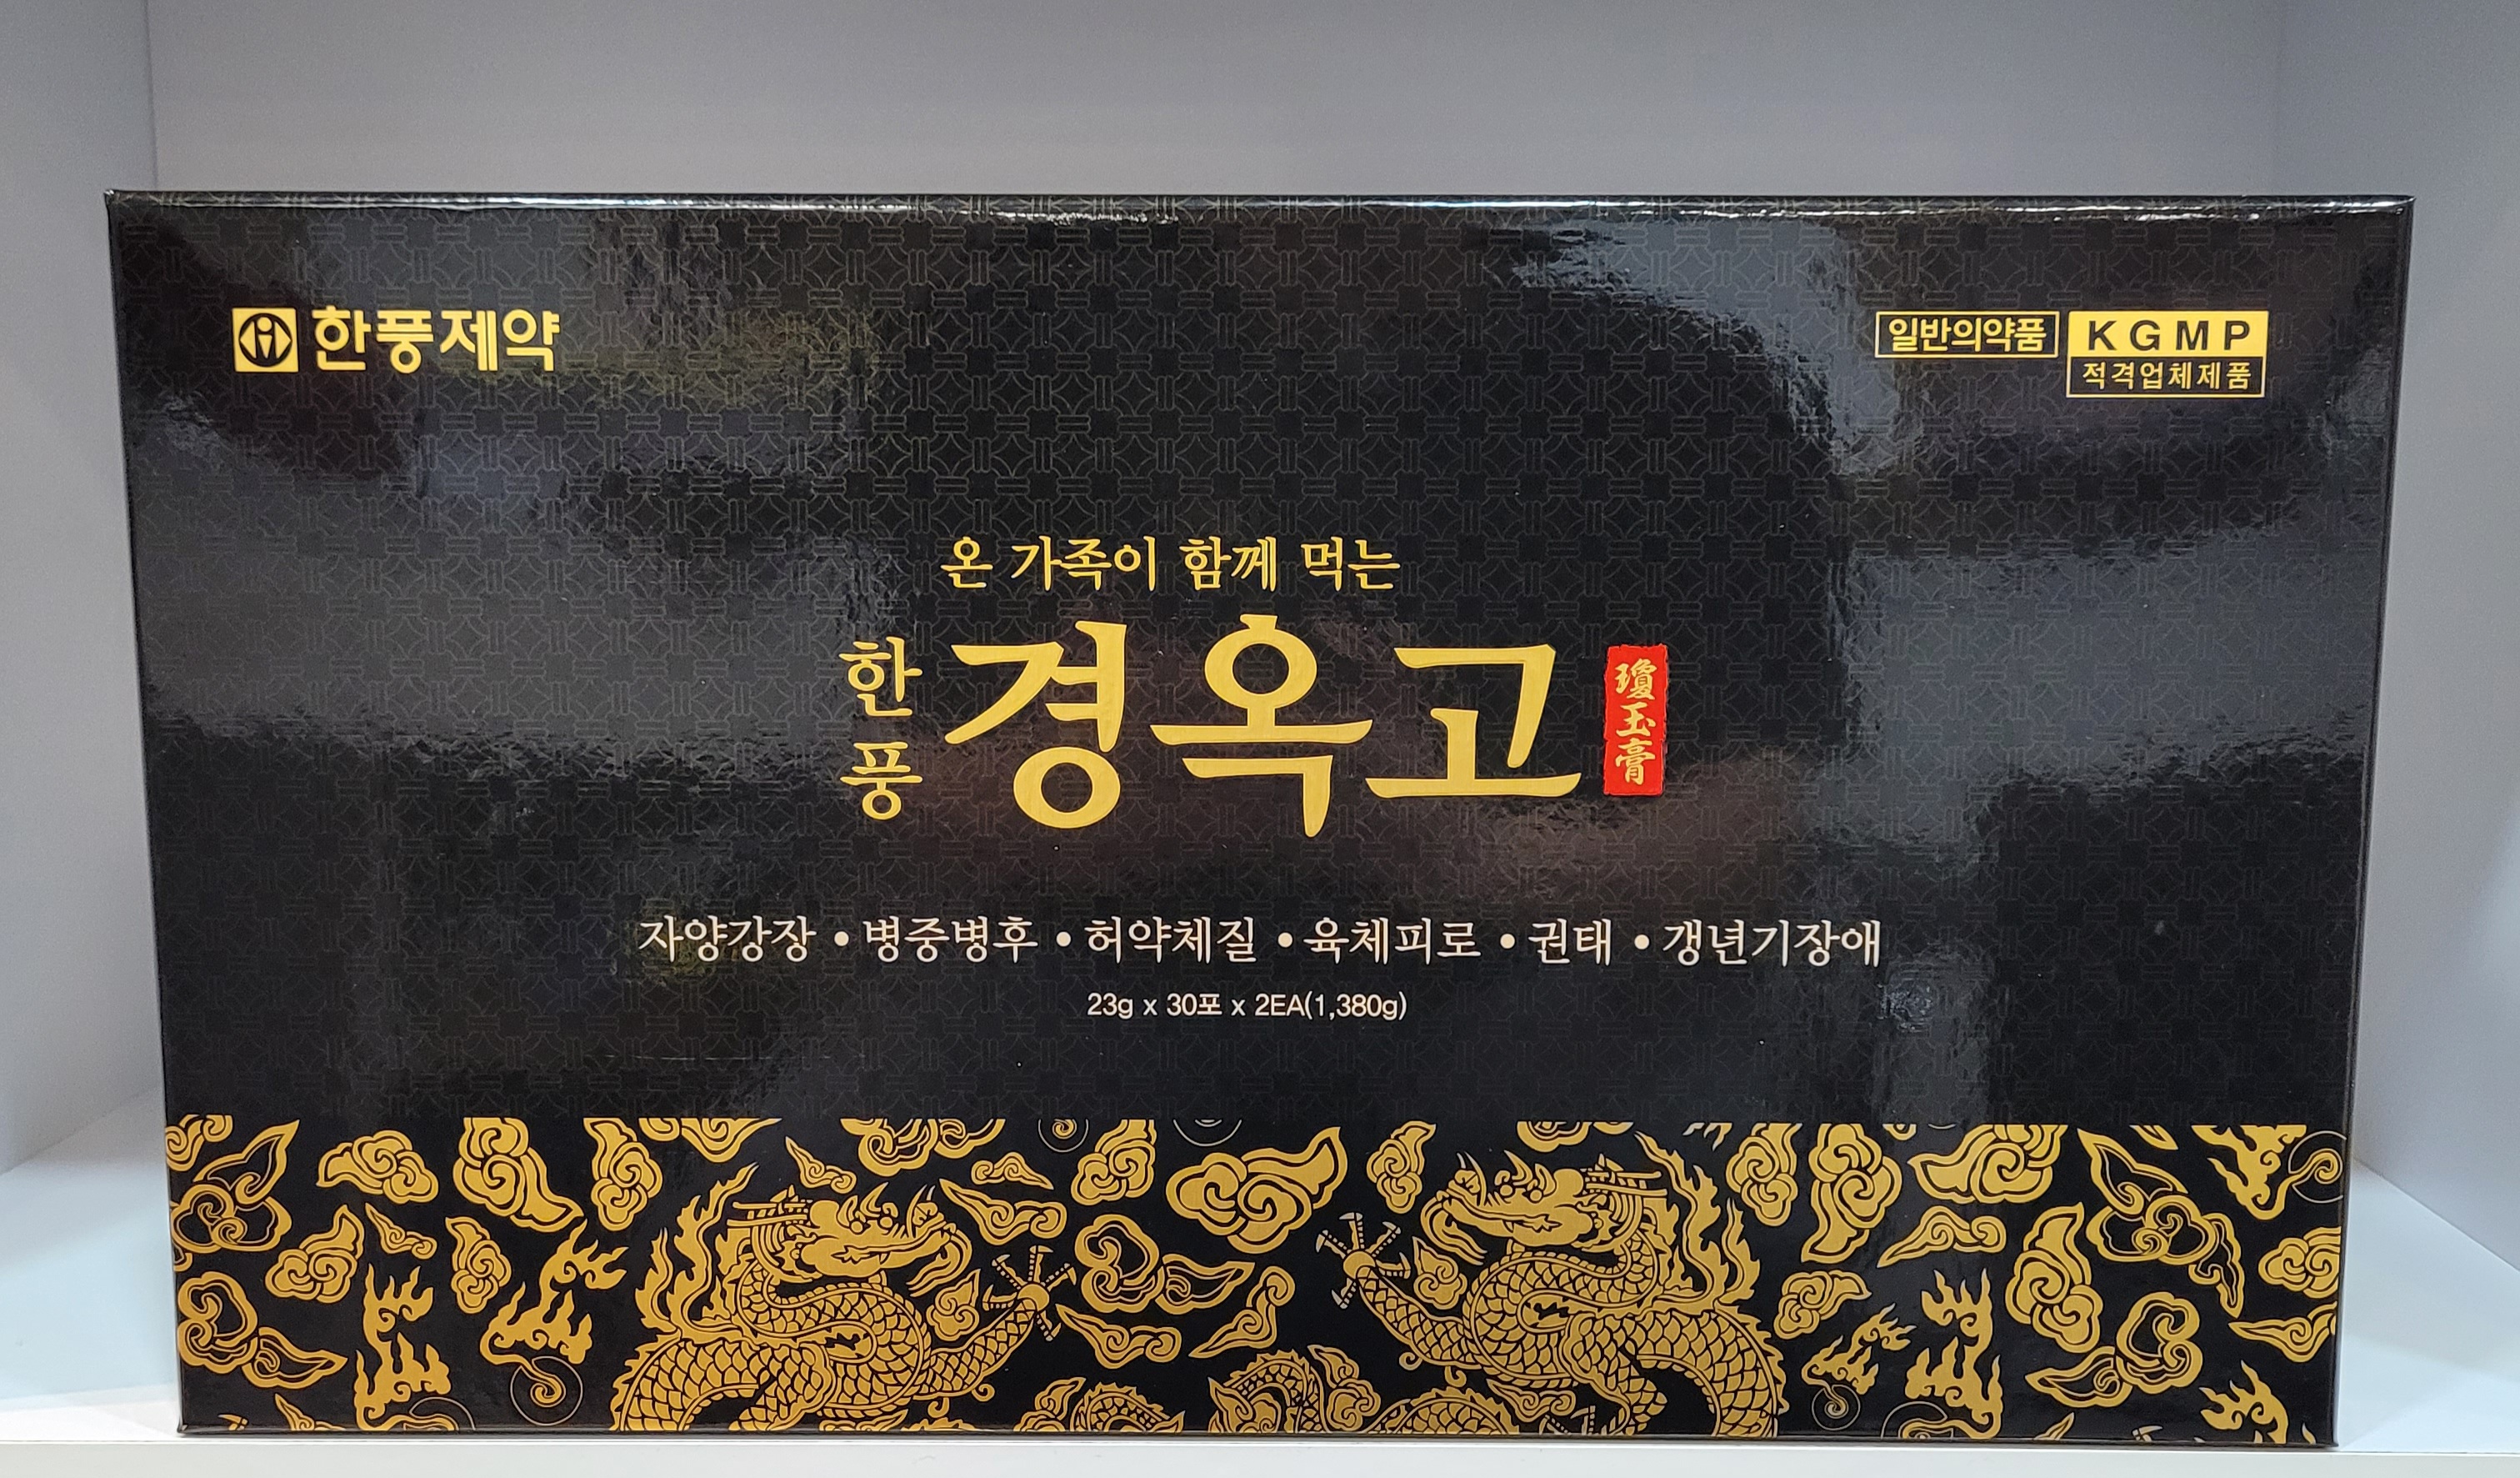 한풍제약
일반의약품
KGMP
적격업체제품
온 가족이 함께 먹는
한풍
경옥고
瓊玉膏
자양강장 • 병중병후 • 허약체질 • 육체피로 • 권태 • 갱년기장애
23g x 30포 x 2EA(1,380g)